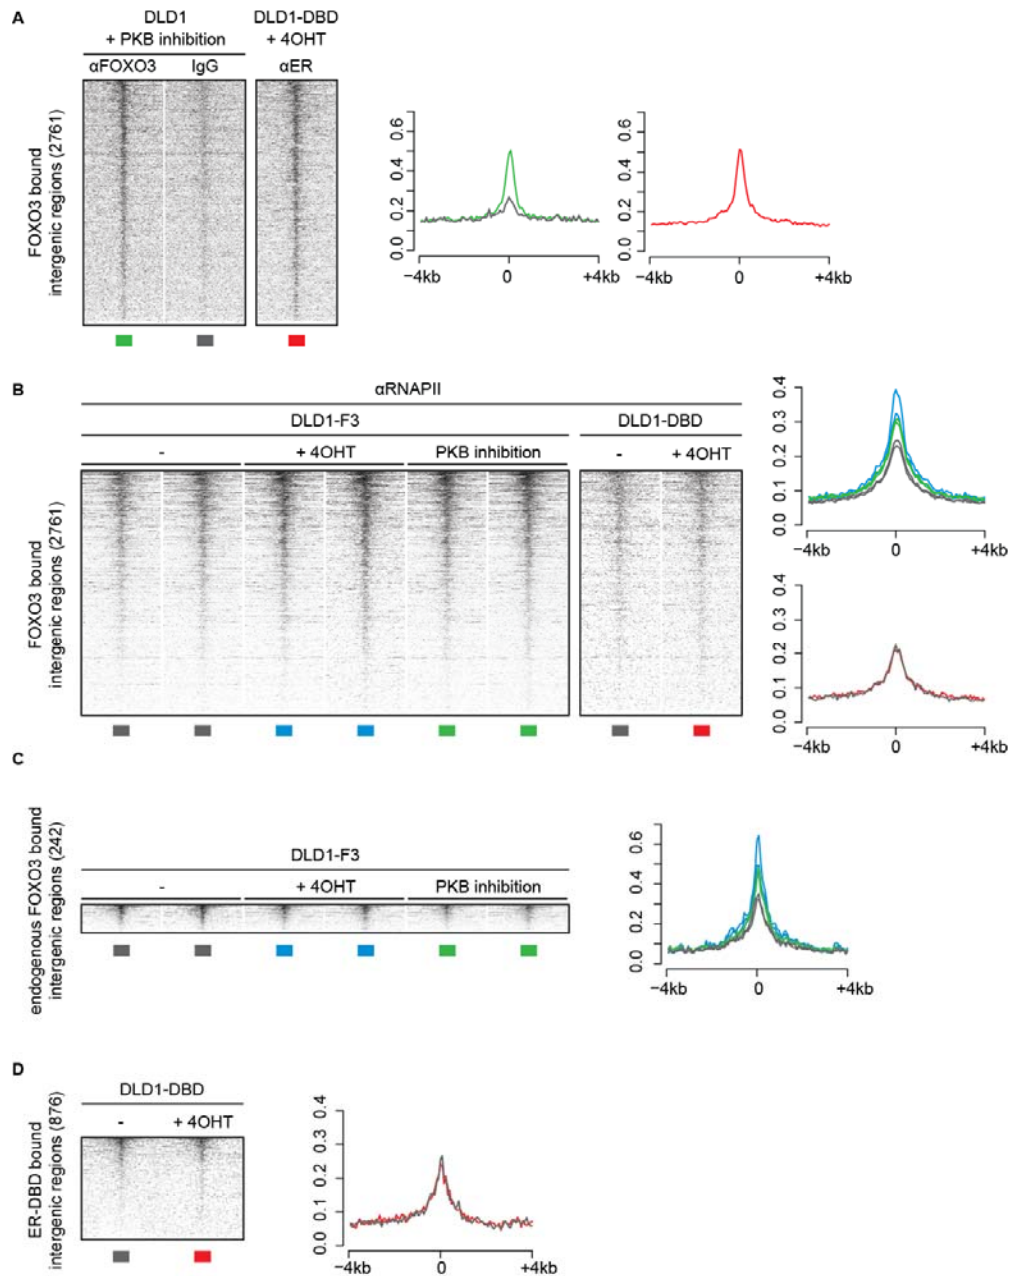 A
DLD1
+ PKB inhibition
DLD1-DBD
+ 4OHT
αFOXO3
IgG
αER
FOXO3 bound
intergenic regions (2761)
0.0 0.2 0.4 0.6
−4kb 0 +4kb
0.0 0.2 0.4 0.6
−4kb 0 +4kb
B
αRNAPII
DLD1-F3
DLD1-DBD
-
+ 4OHT
PKB inhibition
-
+ 4OHT
FOXO3 bound
intergenic regions (2761)
0.0 0.1 0.2 0.3 0.4
−4kb 0 +4kb
0.0 0.1 0.2 0.3 0.4
−4kb 0 +4kb
C
DLD1-F3
-
+ 4OHT
PKB inhibition
endogenous FOXO3 bound
intergenic regions (242)
0.0 0.2 0.4 0.6
−4kb 0 +4kb
D
DLD1-DBD
-
+ 4OHT
ER-DBD bound
intergenic regions (876)
0.0 0.1 0.2 0.3 0.4
−4kb 0 +4kb